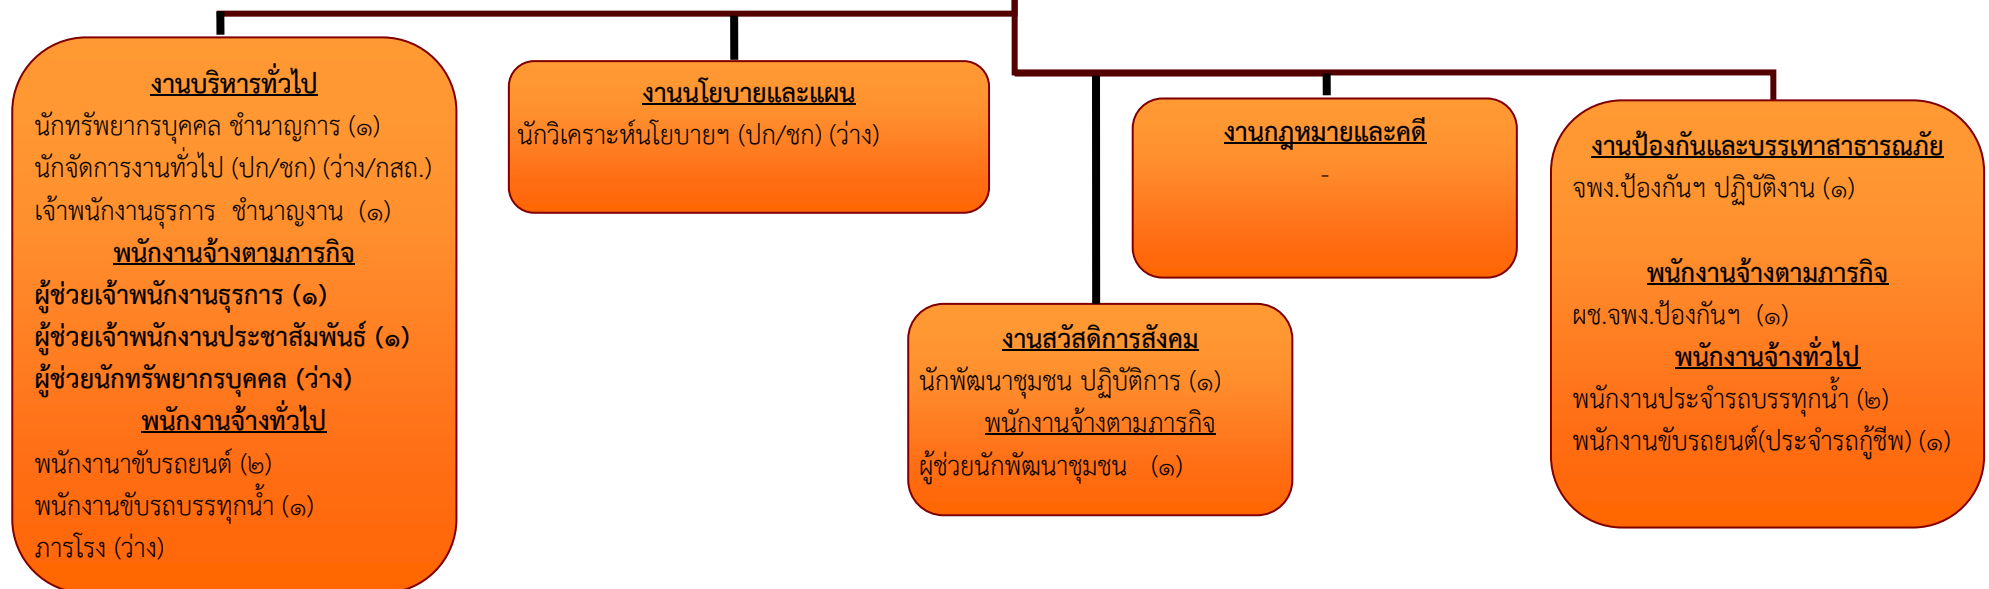 งานบริหารทั่วไป
นักทรัพยากรบุคคล ชำนาญการ (๑)
นักจัดการงานทั่วไป (ปก/ชก) (ว่าง/กสถ.)
เจ้าพนักงานธุรการ ชำนาญงาน (๑)
พนักงานจ้างตามภารกิจ
ผู้ช่วยเจ้าพนักงานธุรการ (๑)
ผู้ช่วยเจ้าพนักงานประชาสัมพันธ์ (๑)
ผู้ช่วยนักทรัพยากรบุคคล (ว่าง)
พนักงานจ้างทั่วไป
พนักงานาขับรถยนต์ (๒)
พนักงานขับรถบรรทุกน้ำ (๑)
ภารโรง (ว่าง)
งานนโยบายและแผน
นักวิเคราะห์นโยบายฯ (ปก/ชก) (ว่าง)
งานสวัสดิการสังคม
นักพัฒนาชุมชน ปฏิบัติการ (๑)
พนักงานจ้างตามภารกิจ
ผู้ช่วยนักพัฒนาชุมชน (๑)
งานกฎหมายและคดี
-
งานป้องกันและบรรเทาสาธารณภัย
จพง.ป้องกันฯ ปฏิบัติงาน (๑)
พนักงานจ้างตามภารกิจ
ผช.จพง.ป้องกันฯ (๑)
พนักงานจ้างทั่วไป
พนักงานประจำรถบรรทุกน้ำ (๒)
พนักงานขับรถยนต์(ประจำรถกู้ชีพ) (๑)